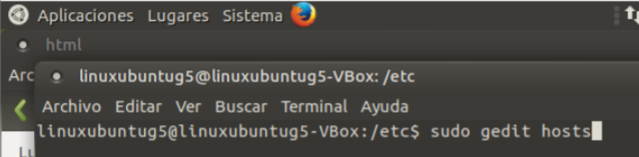 Aplicaciones Lugares Sistema
html
Arc
linuxubuntug5@linuxubuntug5-VBox: /etc
Archivo Editar Ver Buscar Terminal Ayuda
linuxubuntug5@linuxubuntug5-VBox:/etc$ sudo gedit hosts